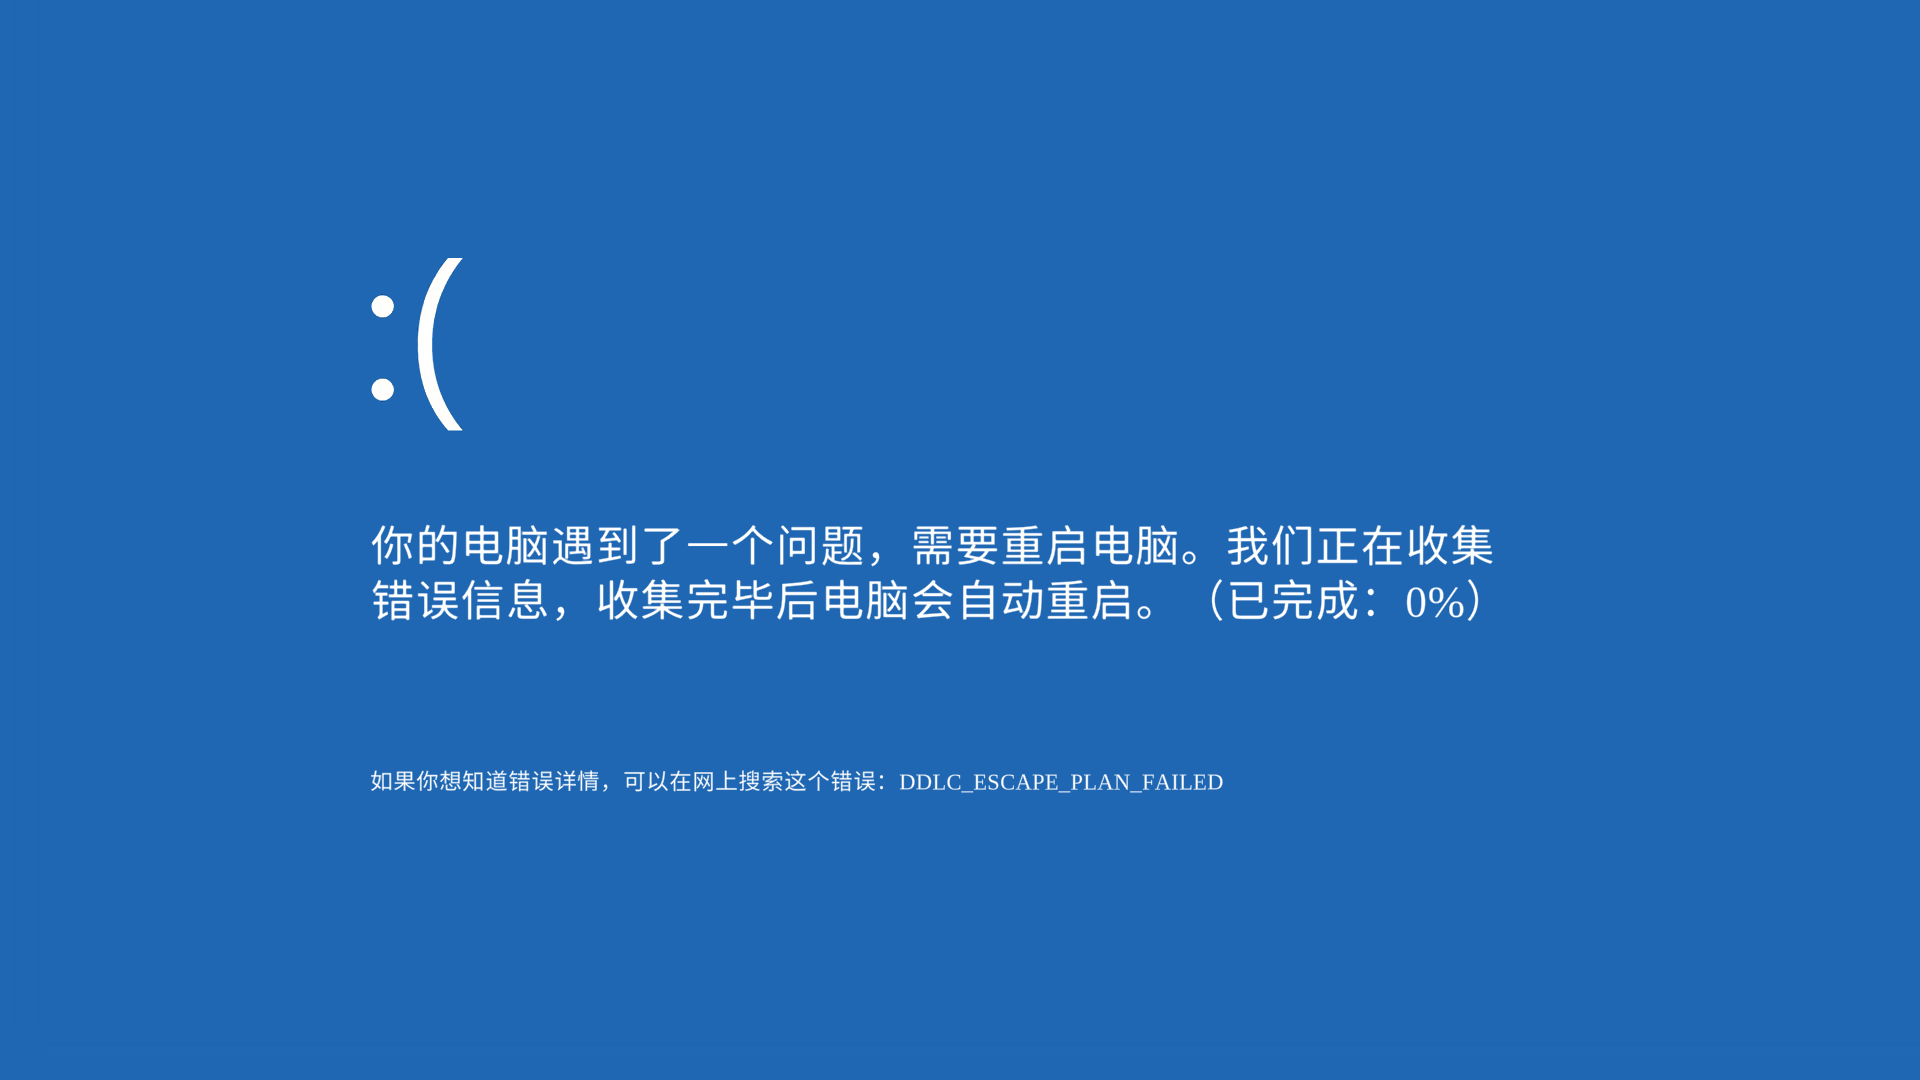 :(
你的电脑遇到了一个问题，需要重启电脑。我们正在收集
错误信息，收集完毕后电脑会自动重启。（已完成：0%）
如果你想知道错误详情，可以在网上搜索这个错误：DDLC_ESCAPE_PLAN_FAILED